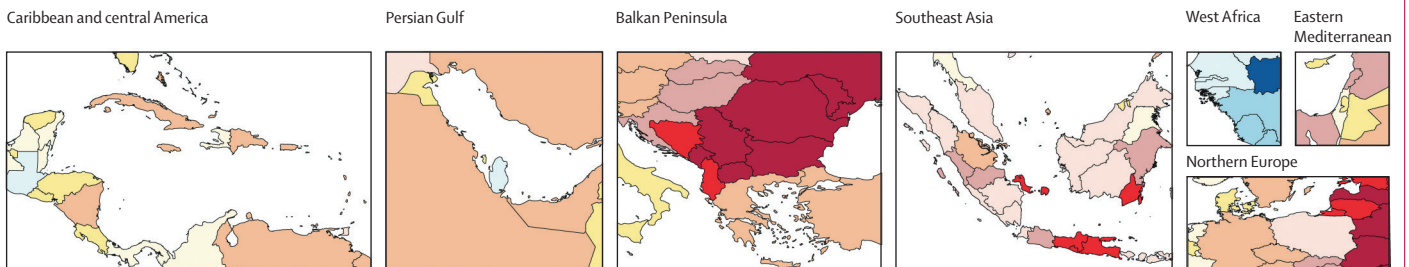 Caribbean and central America
Persian Gulf
Balkan Peninsula
Southeast Asia
West Africa
Eastern
Mediterranean
Northern Europe